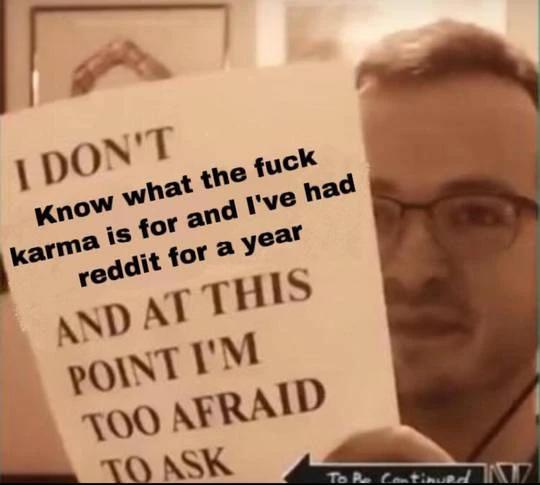 I DON'T
Know what the fuck
karma is for and I've had
reddit for a year
AND AT THIS
POINT I'M
TOO AFRAID
TO ASK
To Be Continued